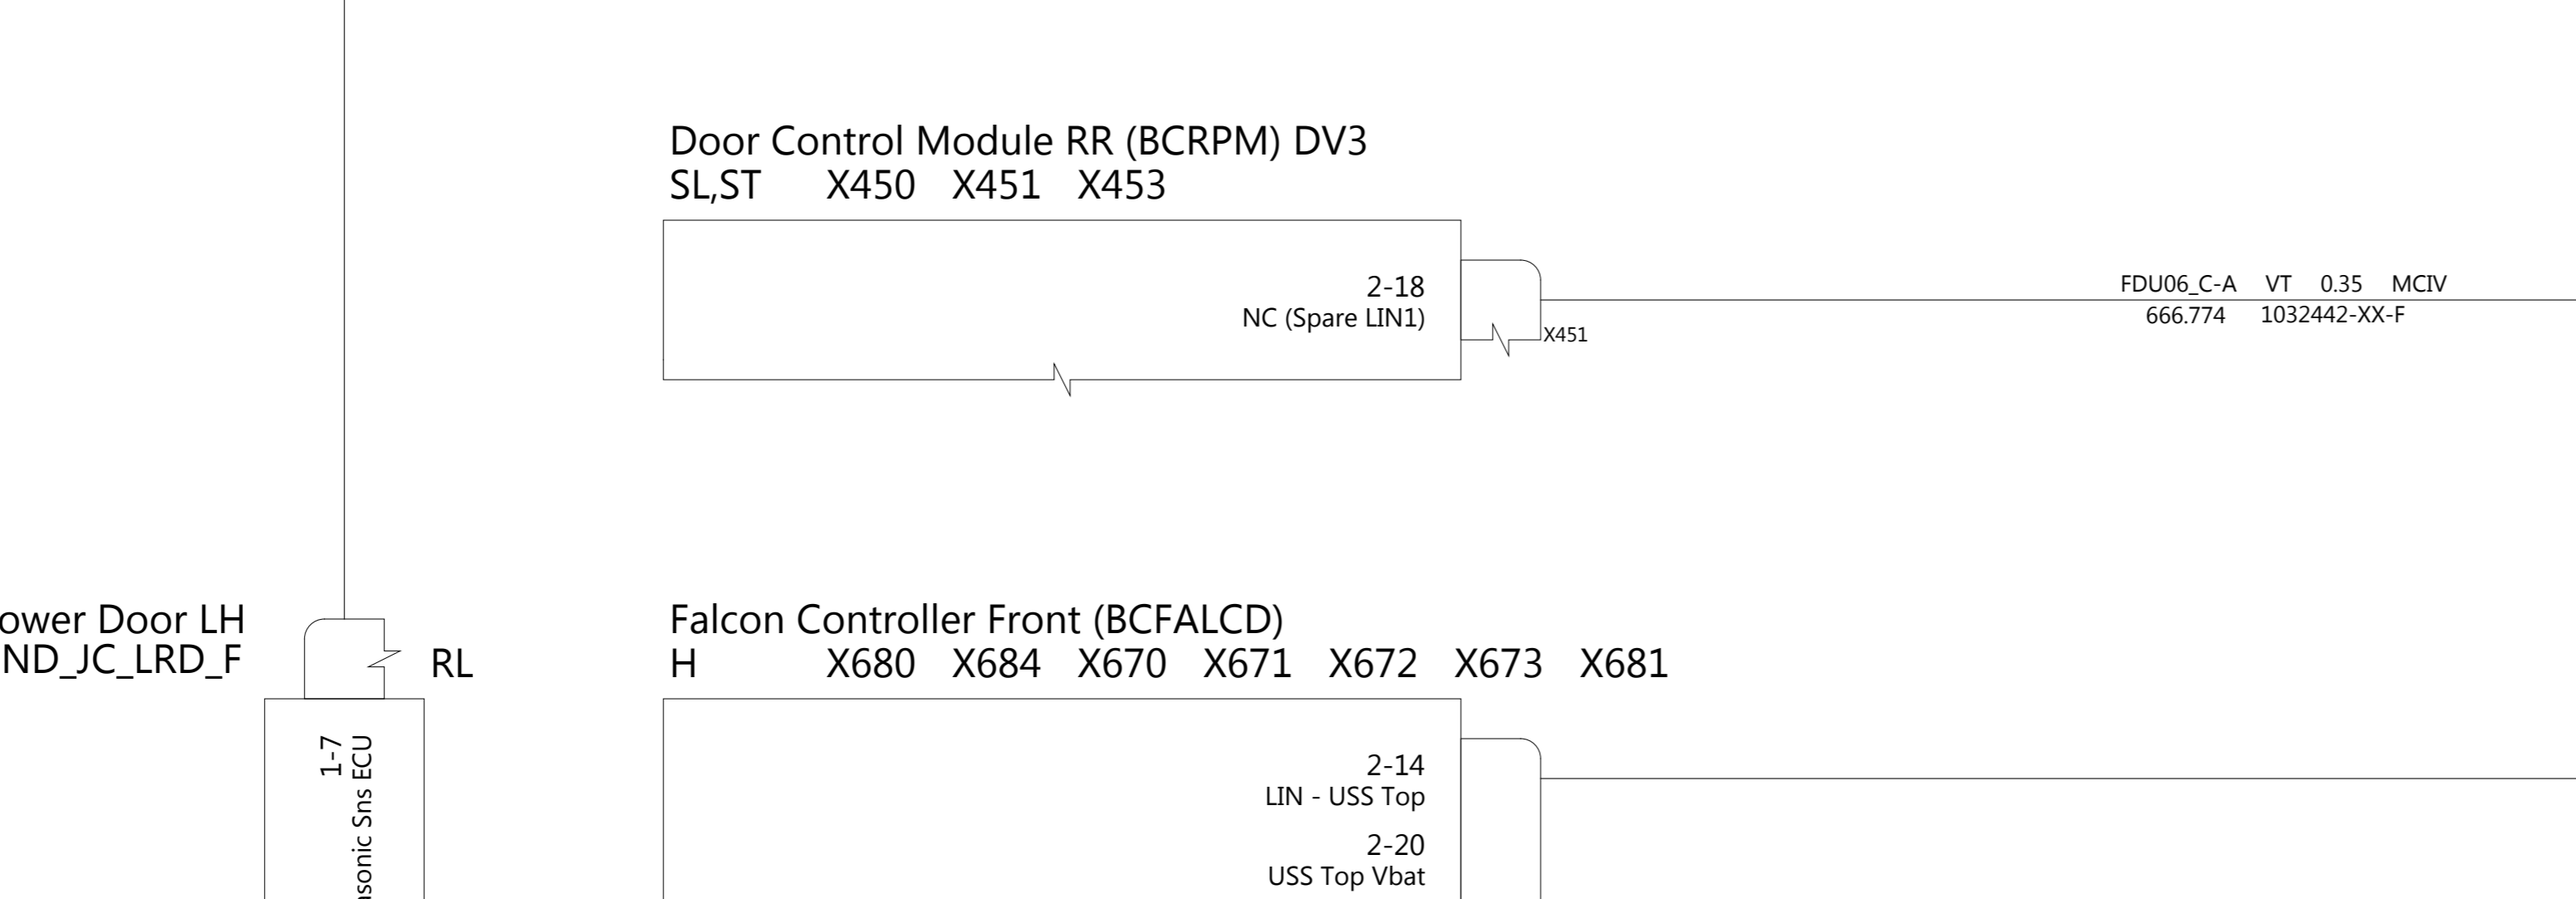 Door Control Module RR (BCRPM) DV3
SL,ST X450 X451 X453
2-18
NC (Spare LIN1)
X451
FDU06_C-A VT 0.35 MCIV
666.774 1032442-XX-F
ower Door LH
ND_JC_LRD_F
RL
1-7
asonic Sns ECU
Falcon Controller Front (BCFALCD)
H X680 X684 X670 X671 X672 X673 X681
2-14
LIN - USS Top
2-20
USS Top Vbat